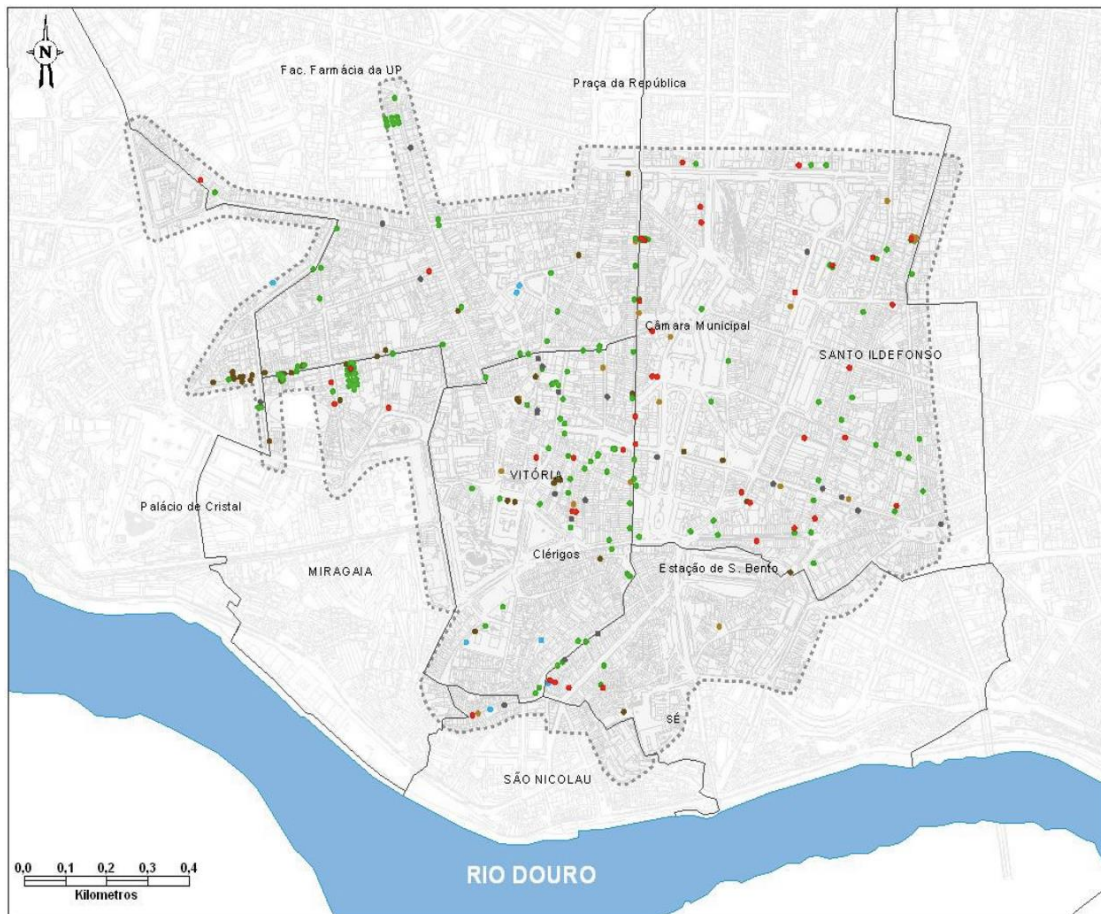 N
Fac. Farmácia da UP
Praça da República
Câmara Municipal
SANTO ILDEFONSO
VITÓRIA
Palácio de Cristal
Clérigos
Estação de S. Bento
MIRAGAIA
SÉ
SÃO NICOLAU
0,0 0,1 0,2 0,3 0,4
Kilometros
RIO DOURO